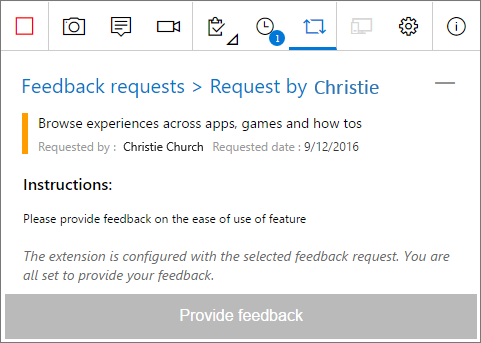 1
Feedback requests > Request by Christie
Browse experiences across apps, games and how tos
Requested by : Christie Church Requested date : 9/12/2016
Instructions:
Please provide feedback on the ease of use of feature
The extension is configured with the selected feedback request. You are
all set to provide your feedback.
Provide feedback